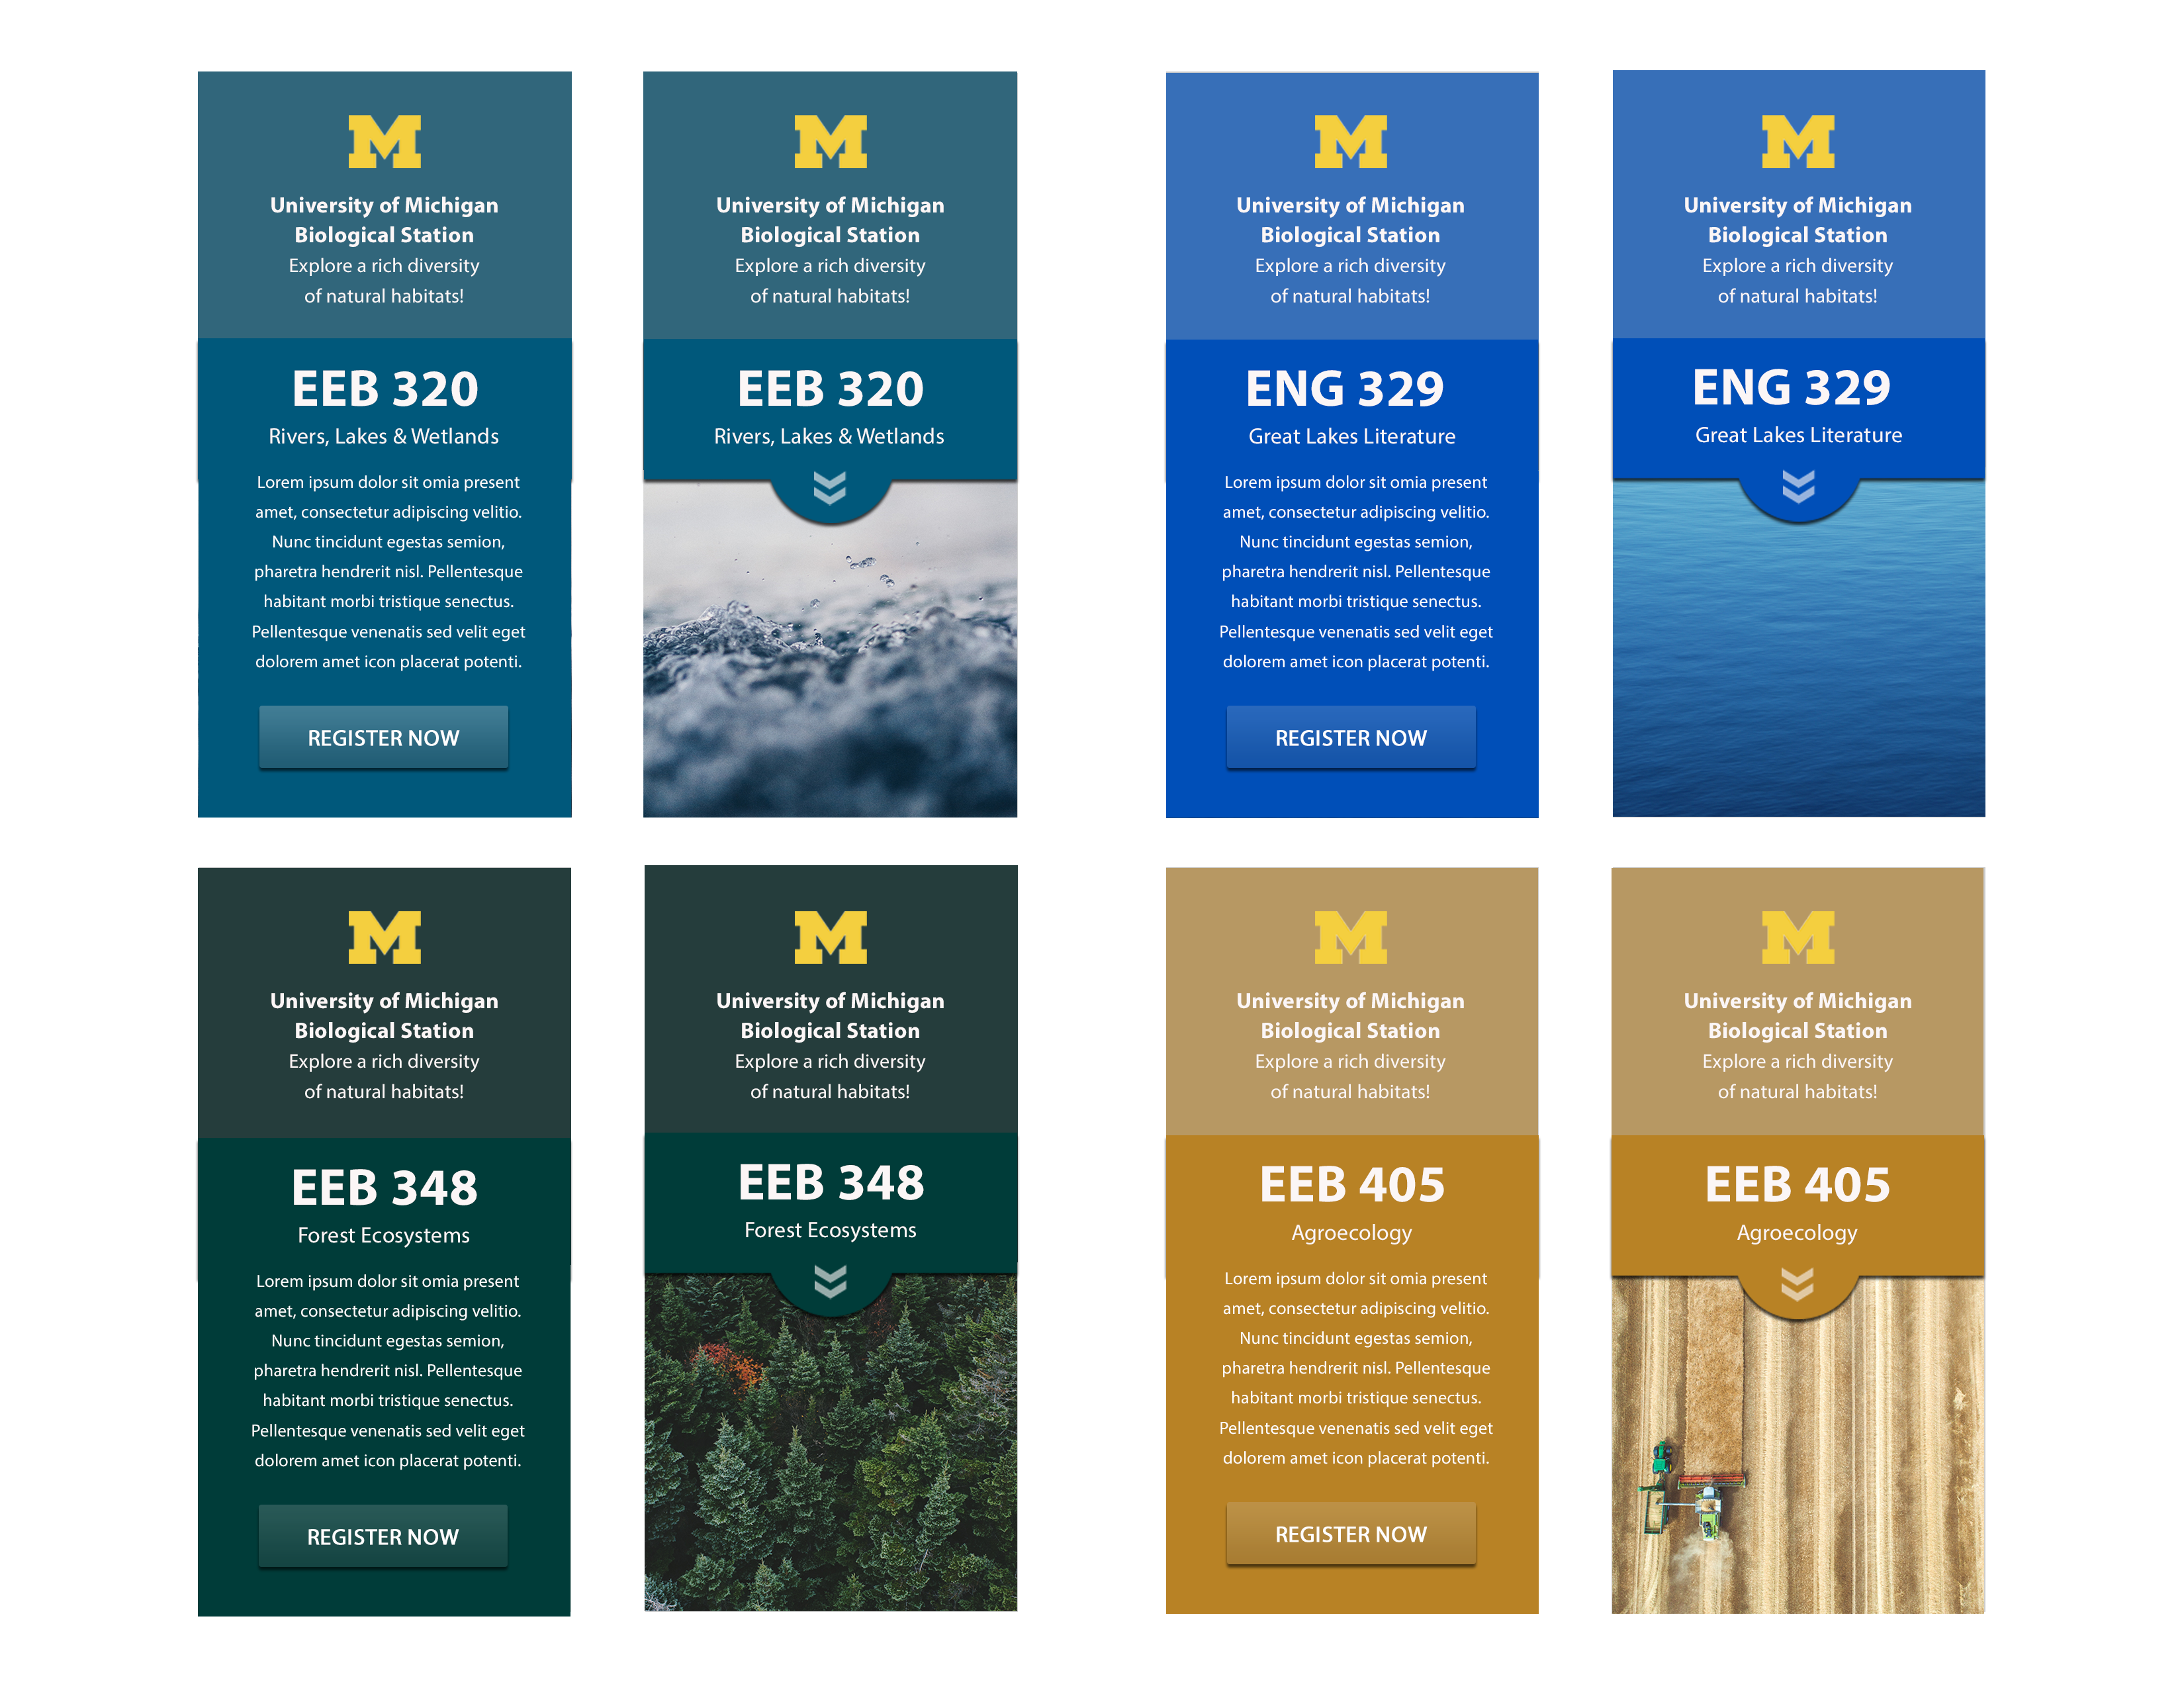 M
University of Michigan
Biological Station
Explore a rich diversity
of natural habitats!
EEB 320
Rivers, Lakes & Wetlands
Lorem ipsum dolor sit omia present
amet, consectetur adipiscing velitio.
Nunc tincidunt egestas semion,
pharetra hendrerit nisl. Pellentesque
habitant morbi tristique senectus.
Pellentesque venenatis sed velit eget
dolorem amet icon placerat potenti.
REGISTER NOW
M
University of Michigan
Biological Station
Explore a rich diversity
of natural habitats!
EEB 320
Rivers, Lakes & Wetlands
M
University of Michigan
Biological Station
Explore a rich diversity
of natural habitats!
ENG 329
Great Lakes Literature
Lorem ipsum dolor sit omia present
amet, consectetur adipiscing velitio.
Nunc tincidunt egestas semion,
pharetra hendrerit nisl. Pellentesque
habitant morbi tristique senectus.
Pellentesque venenatis sed velit eget
dolorem amet icon placerat potenti.
REGISTER NOW
M
University of Michigan
Biological Station
Explore a rich diversity
of natural habitats!
ENG 329
Great Lakes Literature
M
University of Michigan
Biological Station
Explore a rich diversity
of natural habitats!
EEB 348
Forest Ecosystems
Lorem ipsum dolor sit omia present
amet, consectetur adipiscing velitio.
Nunc tincidunt egestas semion,
pharetra hendrerit nisl. Pellentesque
habitant morbi tristique senectus.
Pellentesque venenatis sed velit eget
dolorem amet icon placerat potenti.
REGISTER NOW
M
University of Michigan
Biological Station
Explore a rich diversity
of natural habitats!
EEB 348
Forest Ecosystems
M
University of Michigan
Biological Station
Explore a rich diversity
of natural habitats!
EEB 405
Agroecology
Lorem ipsum dolor sit omia present
amet, consectetur adipiscing velitio.
Nunc tincidunt egestas semion,
pharetra hendrerit nisl. Pellentesque
habitant morbi tristique senectus.
Pellentesque venenatis sed velit eget
dolorem amet icon placerat potenti.
REGISTER NOW
M
University of Michigan
Biological Station
Explore a rich diversity
of natural habitats!
EEB 405
Agroecology